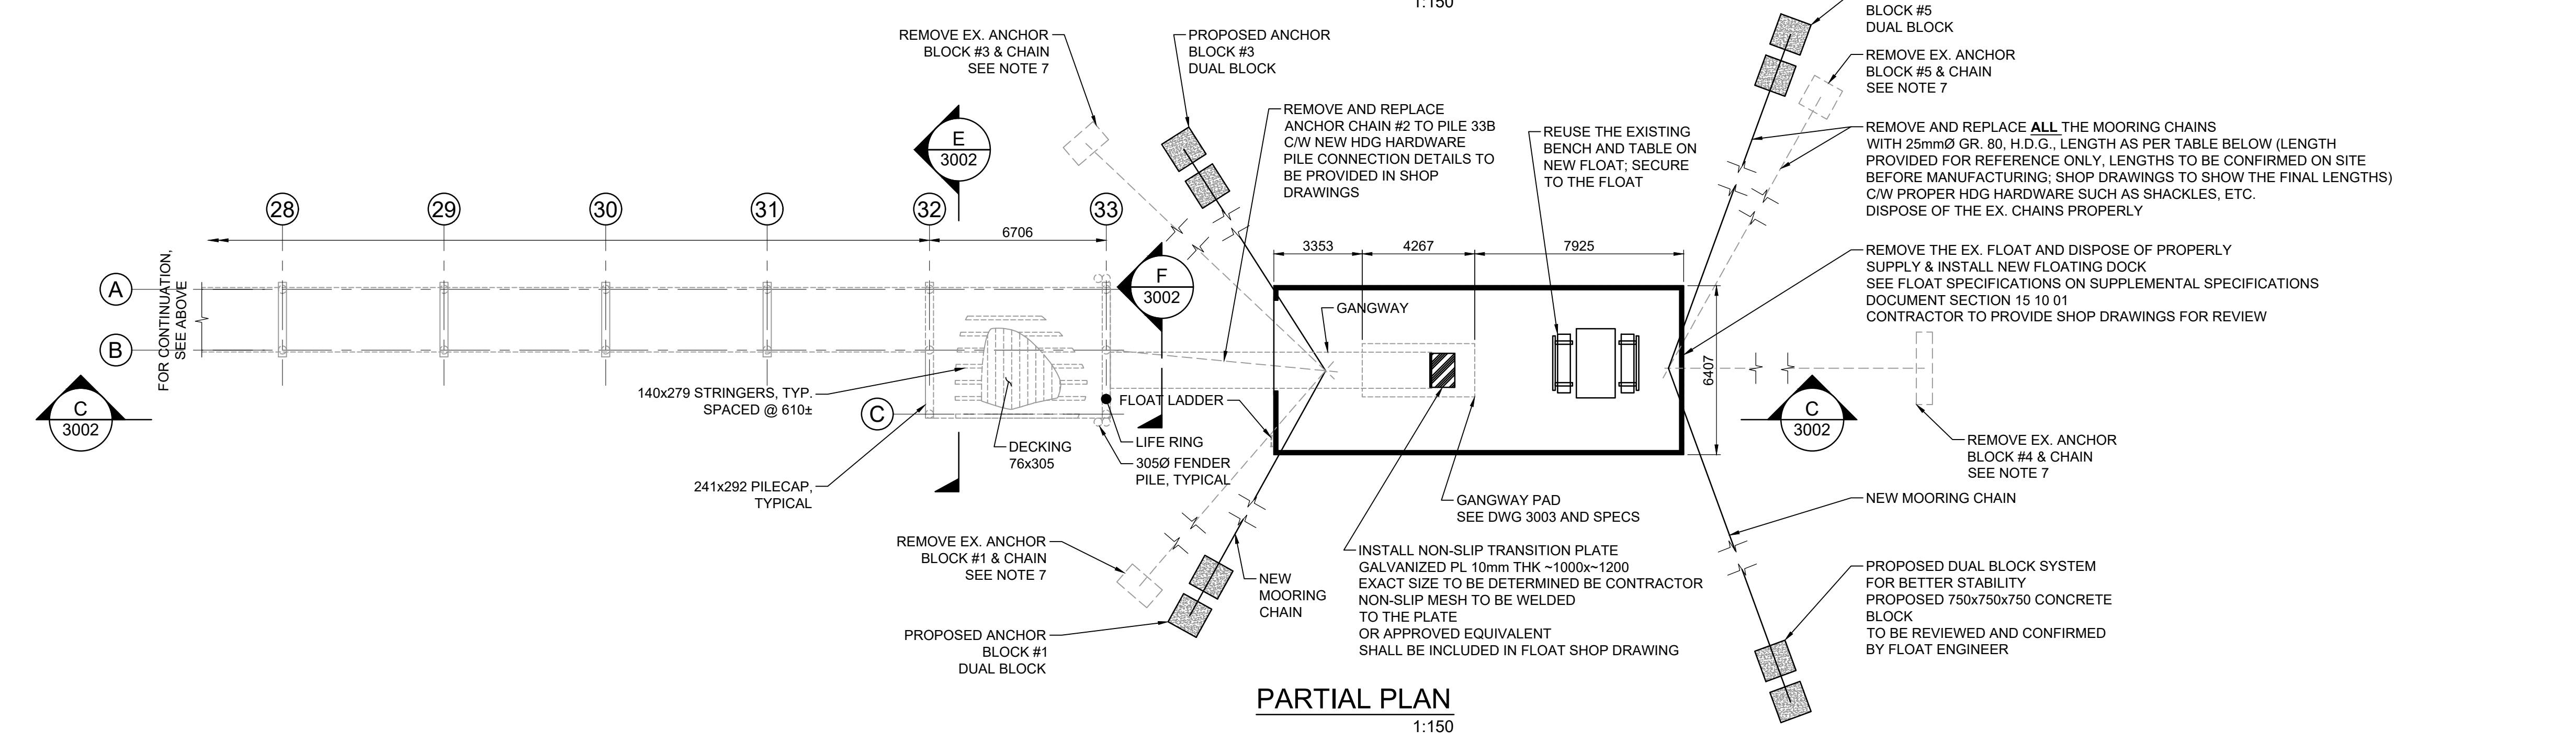 1:150
REMOVE EX. ANCHOR
BLOCK #3 & CHAIN
SEE NOTE 7
PROPOSED ANCHOR
BLOCK #3
DUAL BLOCK
BLOCK #5
DUAL BLOCK
REMOVE EX. ANCHOR
BLOCK #5 & CHAIN
SEE NOTE 7
REMOVE AND REPLACE
ANCHOR CHAIN #2 TO PILE 33B
C/W NEW HDG HARDWARE
PILE CONNECTION DETAILS TO
BE PROVIDED IN SHOP
DRAWINGS
REUSE THE EXISTING
BENCH AND TABLE ON
NEW FLOAT; SECURE
TO THE FLOAT
REMOVE AND REPLACE ALL THE MOORING CHAINS
WITH 25mmØ GR. 80, H.D.G., LENGTH AS PER TABLE BELOW (LENGTH
PROVIDED FOR REFERENCE ONLY, LENGTHS TO BE CONFIRMED ON SITE
BEFORE MANUFACTURING; SHOP DRAWINGS TO SHOW THE FINAL LENGTHS)
C/W PROPER HDG HARDWARE SUCH AS SHACKLES, ETC.
DISPOSE OF THE EX. CHAINS PROPERLY
E
3002
28
29
30
31
32
33
6706
3353
4267
7925
REMOVE THE EX. FLOAT AND DISPOSE OF PROPERLY
SUPPLY & INSTALL NEW FLOATING DOCK
SEE FLOAT SPECIFICATIONS ON SUPPLEMENTAL SPECIFICATIONS
DOCUMENT SECTION 15 10 01
CONTRACTOR TO PROVIDE SHOP DRAWINGS FOR REVIEW
F
3002
A
B
FOR CONTINUATION,
SEE ABOVE
GANGWAY
6407
C
3002
140x279 STRINGERS, TYP.
SPACED @ 610±
C
FLOAT LADDER
C
3002
DECKING
76x305
LIFE RING
305Ø FENDER
PILE, TYPICAL
REMOVE EX. ANCHOR
BLOCK #4 & CHAIN
SEE NOTE 7
241x292 PILECAP,
TYPICAL
GANGWAY PAD
SEE DWG 3003 AND SPECS
NEW MOORING CHAIN
REMOVE EX. ANCHOR
BLOCK #1 & CHAIN
SEE NOTE 7
NEW
MOORING
CHAIN
INSTALL NON-SLIP TRANSITION PLATE
GALVANIZED PL 10mm THK ~1000x~1200
EXACT SIZE TO BE DETERMINED BE CONTRACTOR
NON-SLIP MESH TO BE WELDED
TO THE PLATE
OR APPROVED EQUIVALENT
SHALL BE INCLUDED IN FLOAT SHOP DRAWING
PROPOSED DUAL BLOCK SYSTEM
FOR BETTER STABILITY
PROPOSED 750x750x750 CONCRETE
BLOCK
TO BE REVIEWED AND CONFIRMED
BY FLOAT ENGINEER
PROPOSED ANCHOR
BLOCK #1
DUAL BLOCK
PARTIAL PLAN
1:150